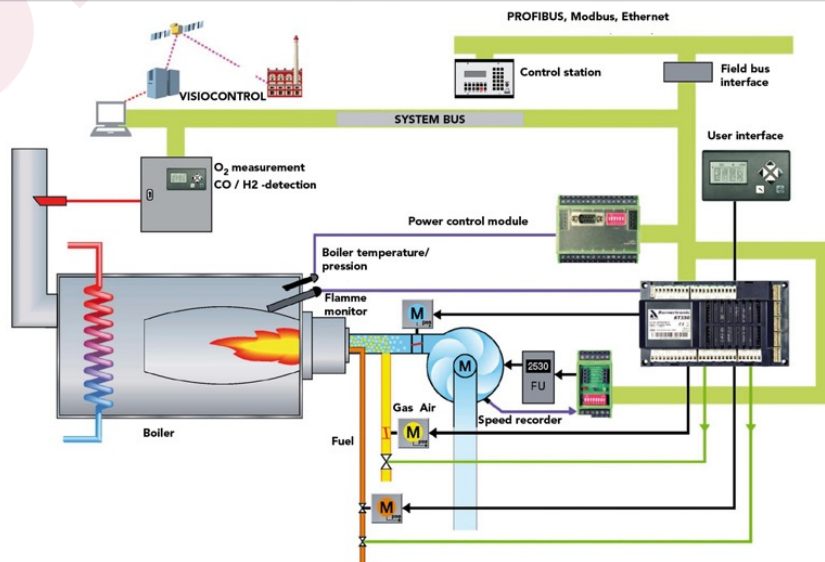 PROFIBUS, Modbus, Ethernet
Control station
Field bus
interface
VISIOCONTROL
SYSTEM BUS
User interface
O2 measurement
CO / H2 -detection
Power control module
Boiler temperature/
pression
Flamme
monitor
M
M
2530
FU
Gas Air
Speed recorder
M
Fuel
Boiler
M